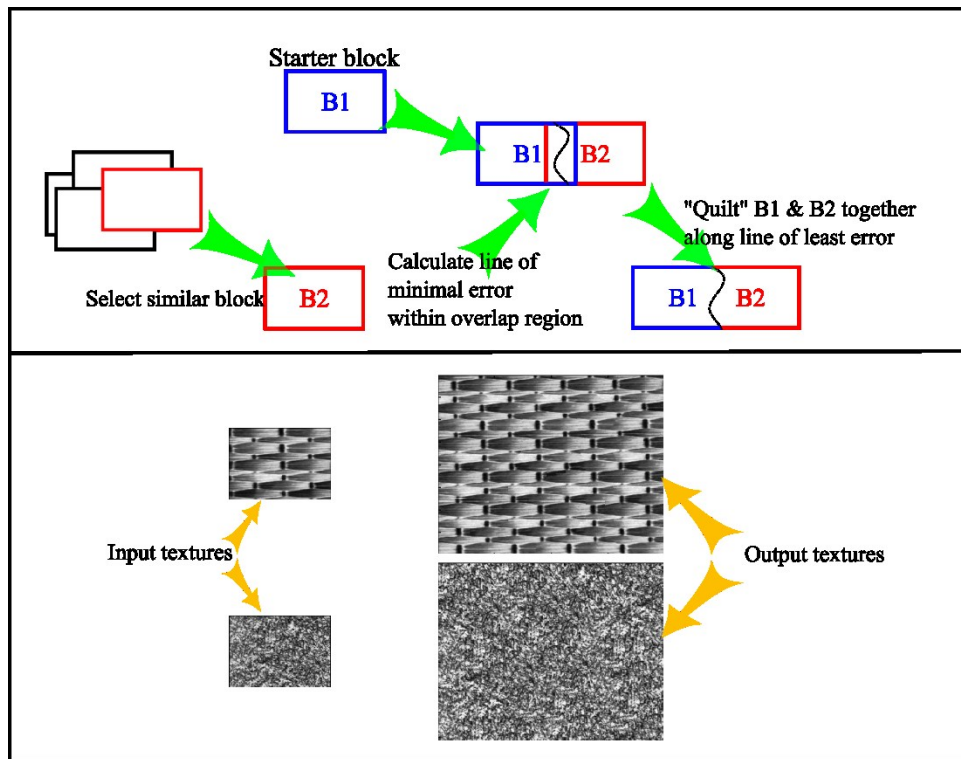 Starter block
B1
B1 B2
"Quilt" B1 & B2 together
along line of least error
Select similar block
B2
Calculate line of
minimal error
within overlap region
B1 B2
Input textures
Output textures